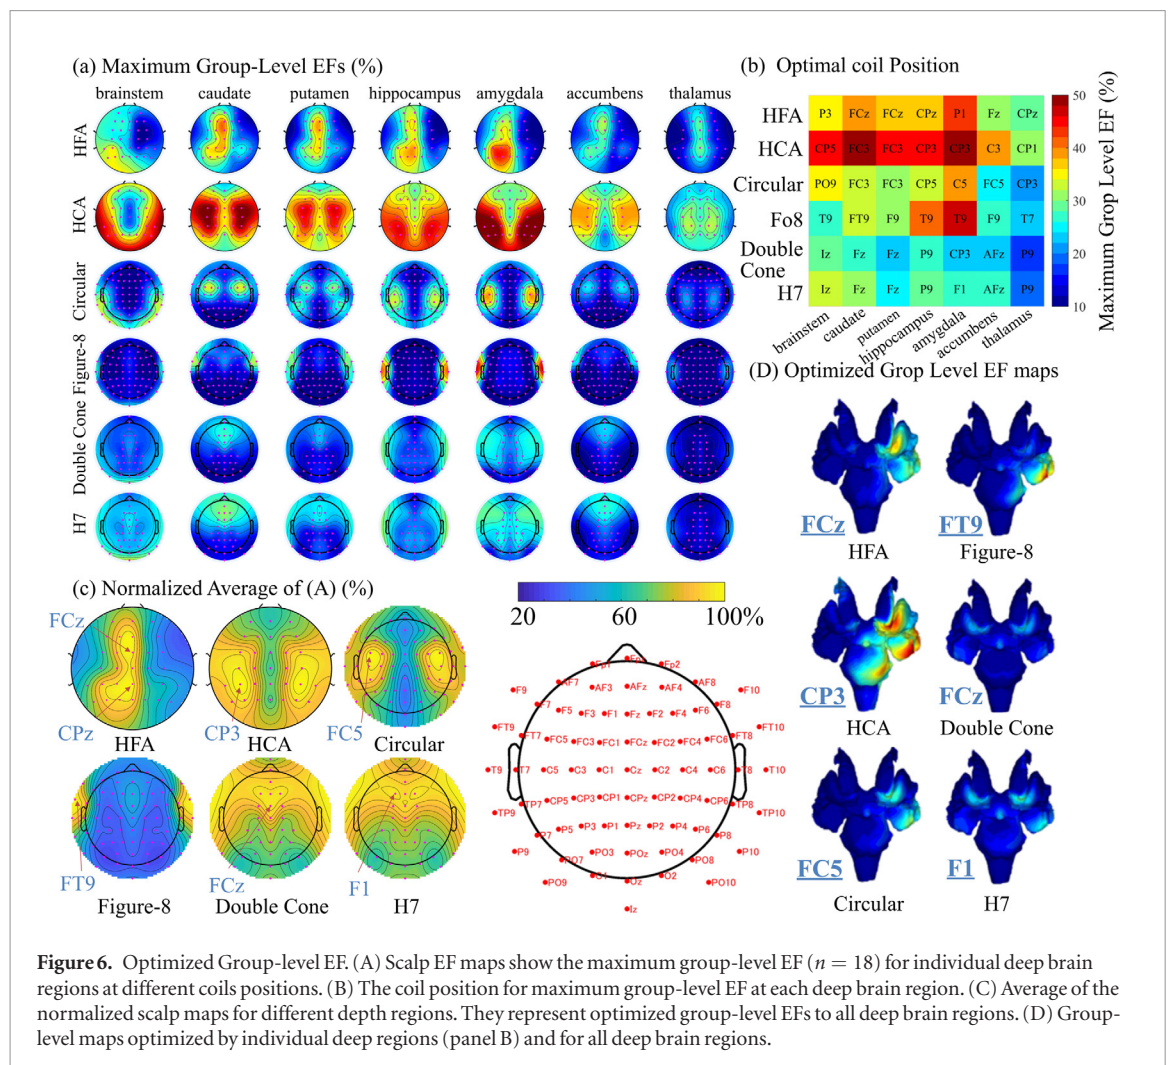 (a) Maximum Group-Level EFs (%)
brainstem caudate putamen hippocampus amygdala accumbens thalamus
HFA
HCA
Circular
Figure-8
Double Cone
H7
(b) Optimal coil Position
HFA P3 FCz FCz CPz P1 Fz CPz
HCA CP5 FC3 FC3 CP3 CP3 C3 CP1
Circular PO9 FC3 FC3 CP5 C5 FC5 CP3
Fo8 T9 FT9 F9 T9 T9 F9 T7
Double Cone Iz Fz Fz P9 CP3 AFz P9
H7 Iz Fz Fz P9 F1 AFz P9
brainstem caudate putamen hippocampus amygdala accumbens thalamus
50
40
30
20
10
Maximum Grop Level EF (%)
(D) Optimized Grop Level EF maps
FCz
HFA
FT9
Figure-8
CP3
HCA
FCz
Double Cone
FC5
Circular
F1
H7
(c) Normalized Average of (A) (%)
FCz
CPz
HFA
CP3
HCA
FC5
Circular
FT9
Figure-8
FCz
Double Cone
F1
H7
20 60 100%
Fp1 Fp2
AF7 AF3 AFz AF4 AF8
F9 F7 F5 F3 F1 Fz F2 F4 F6 F8 F10
FT9 FT7 FC5 FC3 FC1 FCz FC2 FC4 FC6 FT8 FT10
T9 T7 C5 C3 C1 Cz C2 C4 C6 T8 T10
TP9 TP7 CP5 CP3 CP1 CPz CP2 CP4 CP6 TP8 TP10
P9 P7 P5 P3 P1 Pz P2 P4 P6 P8 P10
PO9 PO7 PO3 POz PO4 PO8 PO10
O1 Oz O2
Iz
Figure 6. Optimized Group-level EF. (A) Scalp EF maps show the maximum group-level EF (n = 18) for individual deep brain
regions at different coils positions. (B) The coil position for maximum group-level EF at each deep brain region. (C) Average of the
normalized scalp maps for different depth regions. They represent optimized group-level EFs to all deep brain regions. (D) Group-
level maps optimized by individual deep regions (panel B) and for all deep brain regions.